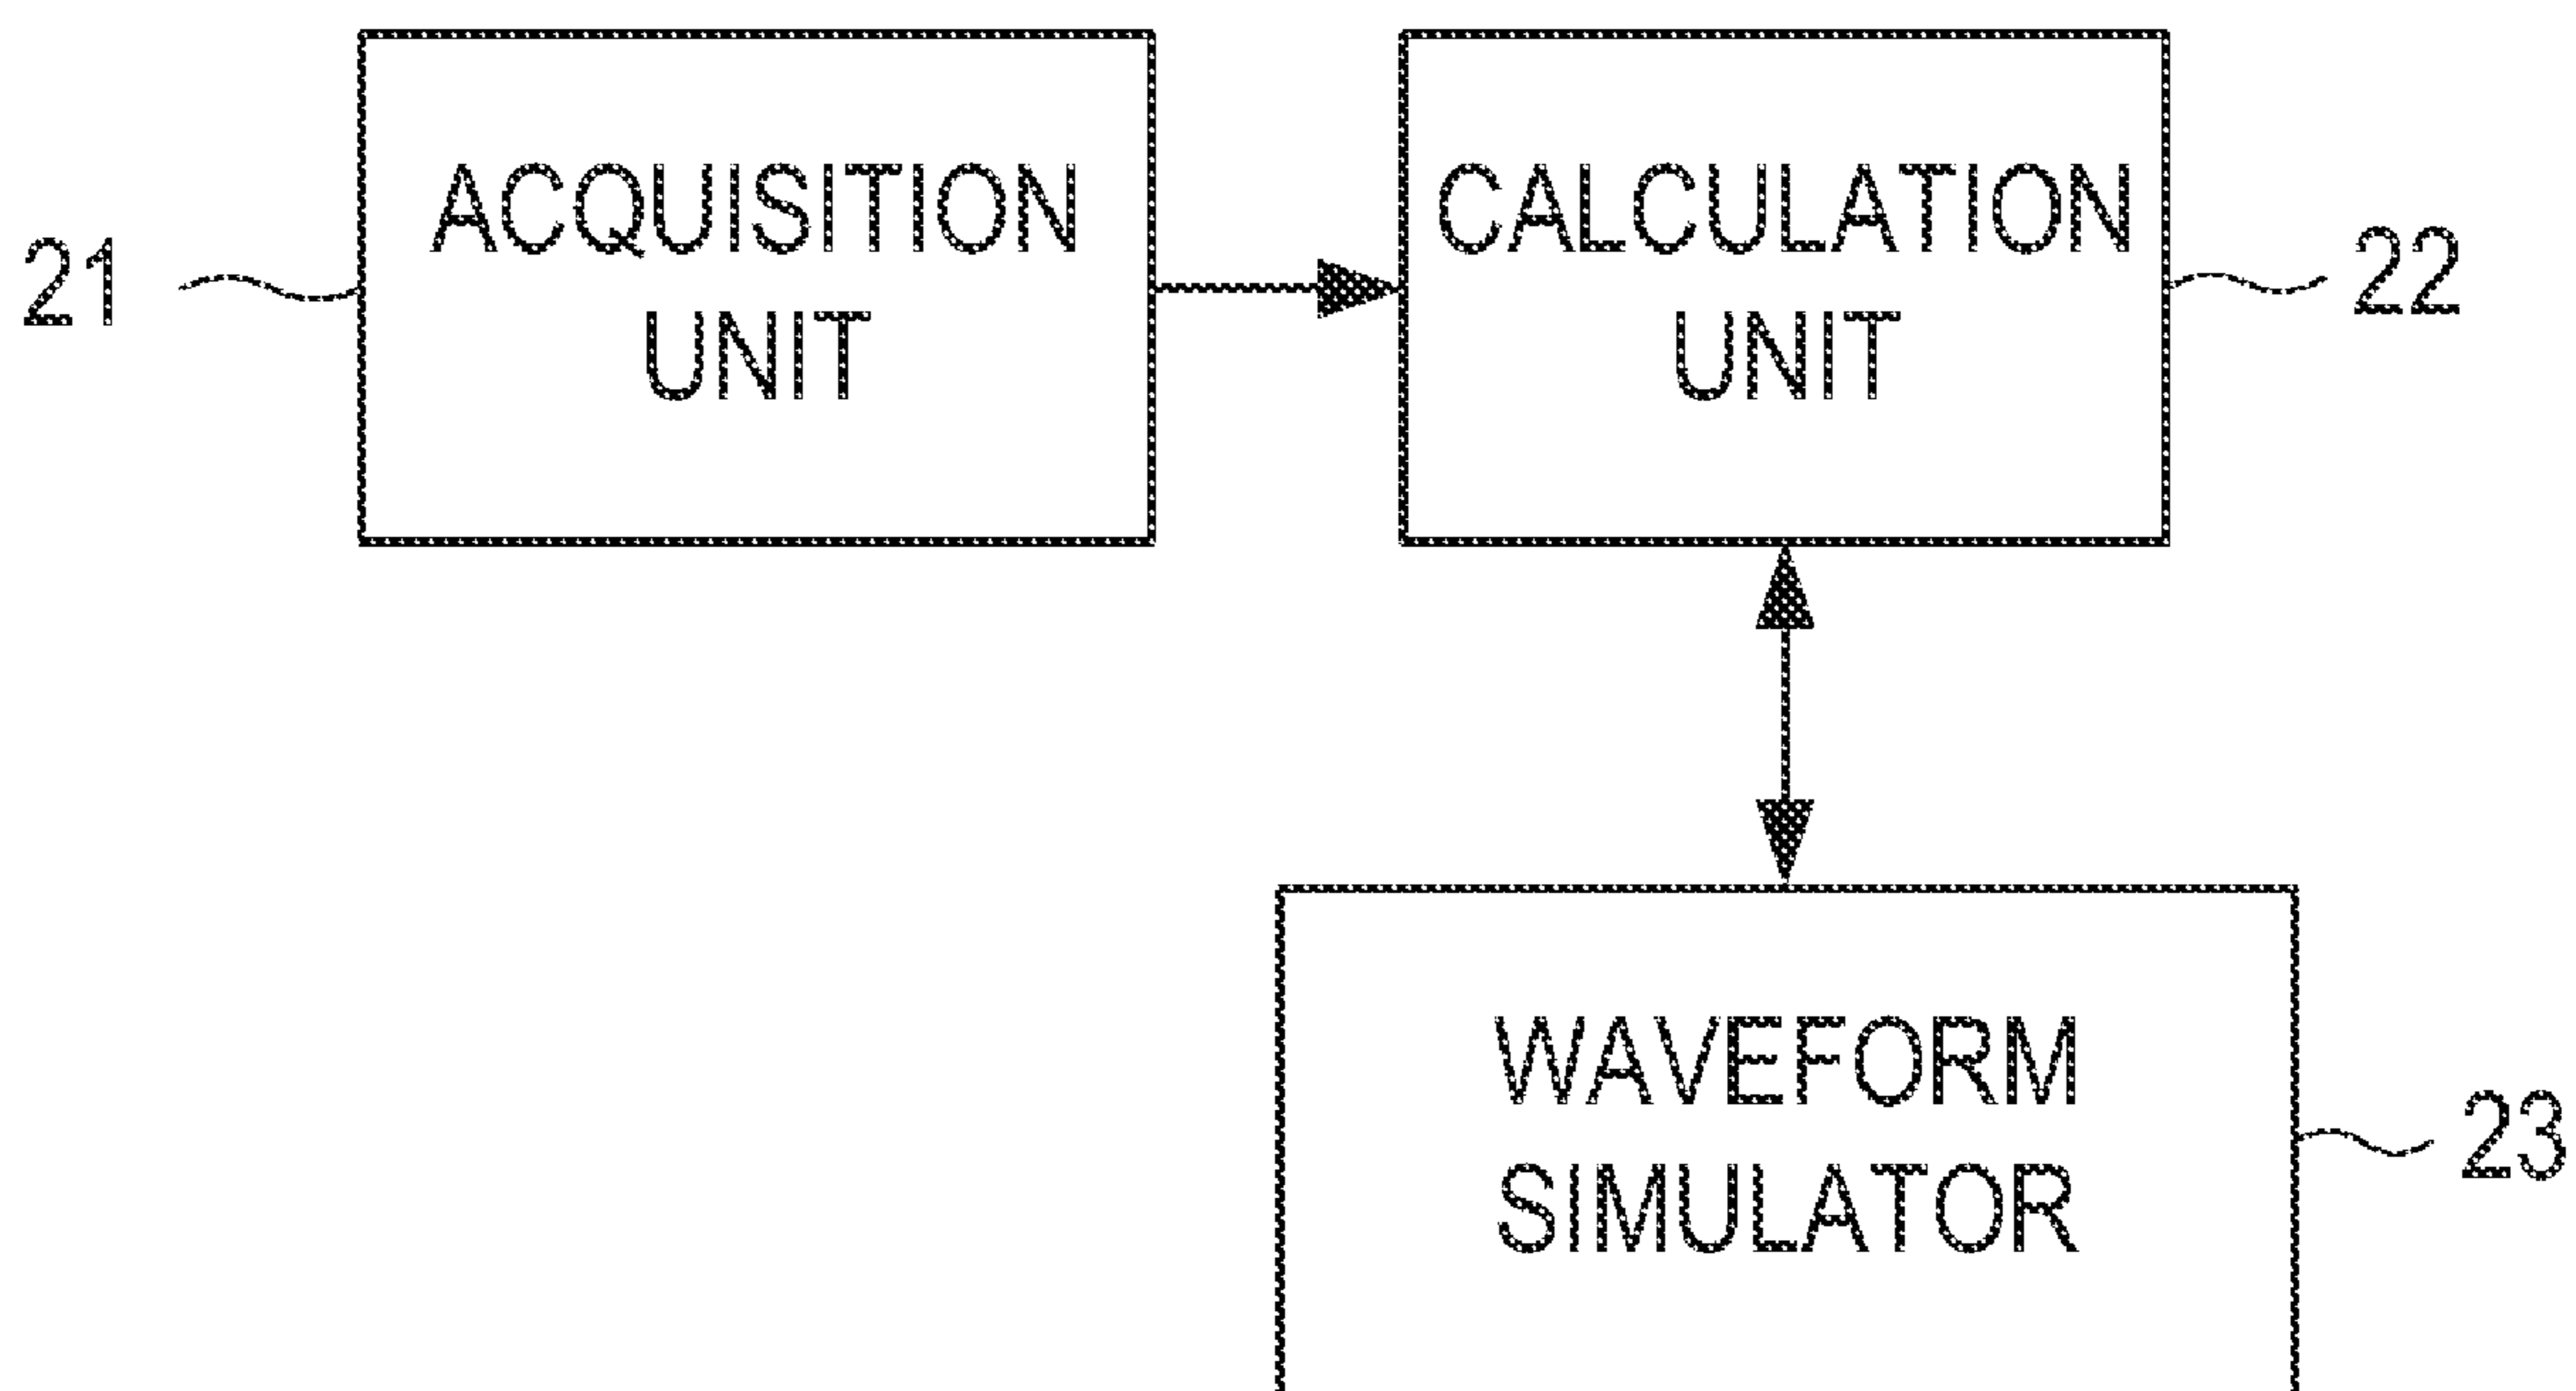 21
ACQUISITION
UNIT
CALCULATION
UNIT
22
WAVEFORM
SIMULATOR
23